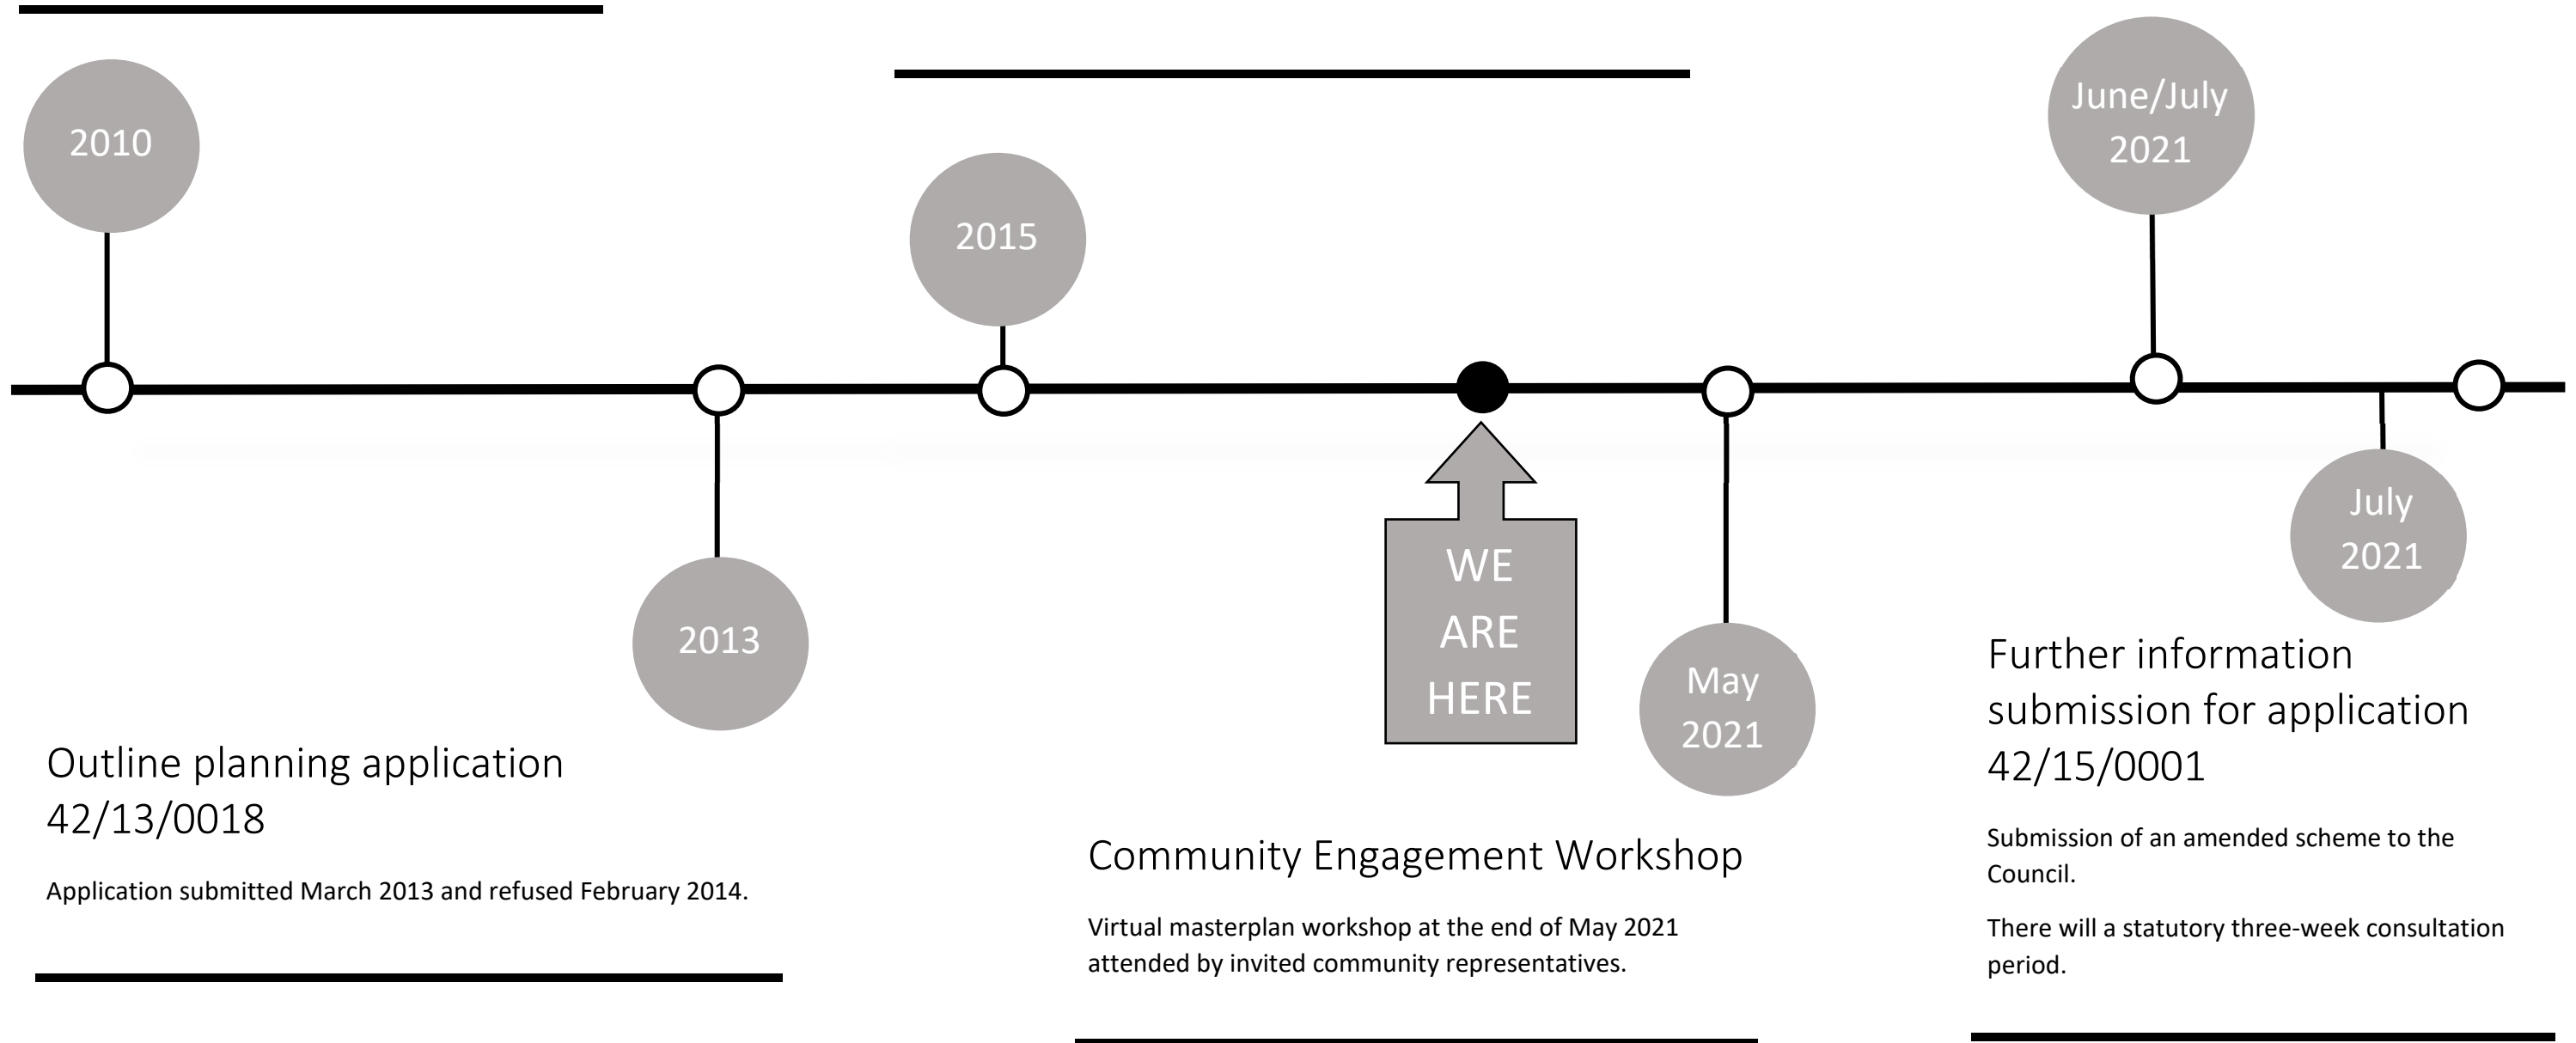 2010
June/July
2021
2015
WE
ARE
HERE
July
2021
2013
May
2021
Outline planning application
42/13/0018
Application submitted March 2013 and refused February 2014.
Community Engagement Workshop
Virtual masterplan workshop at the end of May 2021
attended by invited community representatives.
Further information
submission for application
42/15/0001
Submission of an amended scheme to the
Council.
There will a statutory three-week consultation
period.